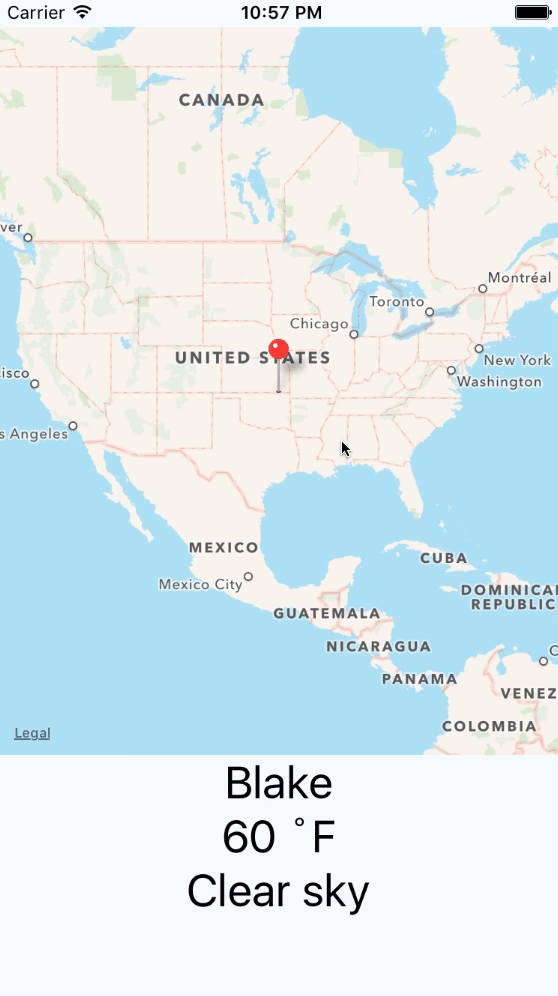 Carrier 10:57 PM
CANADA
ver
Montréal
Toronto
Chicago
UNITED STATES
New York
isco
Washington
s Angeles
MEXICO
CUBA
Mexico City
DOMINICAN
REPUBLIC
GUATEMALA
NICARAGUA
C
PANAMA
VENEZ
COLOMBIA
Legal
Blake
60 °F
Clear sky